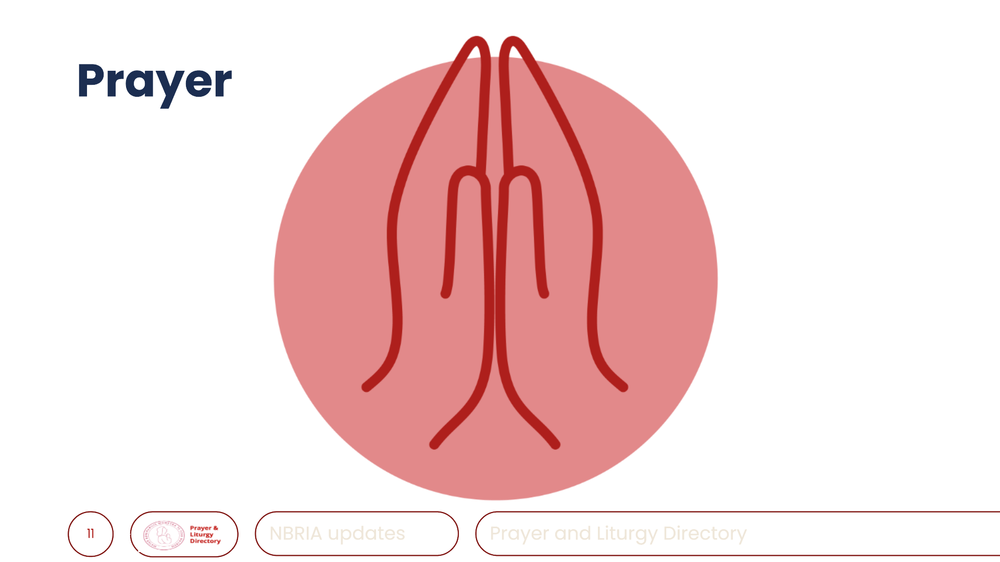 Prayer
11
Prayer &
Liturgy
Directory
NBRIA updates
Prayer and Liturgy Directory